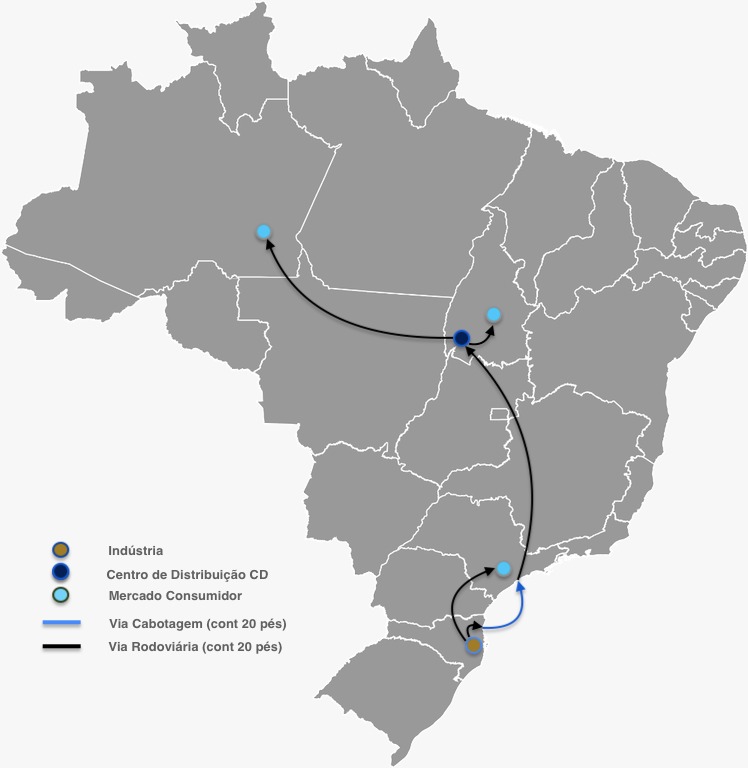 Indústria
Centro de Distribuição CD
Mercado Consumidor
Via Cabotagem (cont 20 pés)
Via Rodoviária (cont 20 pés)